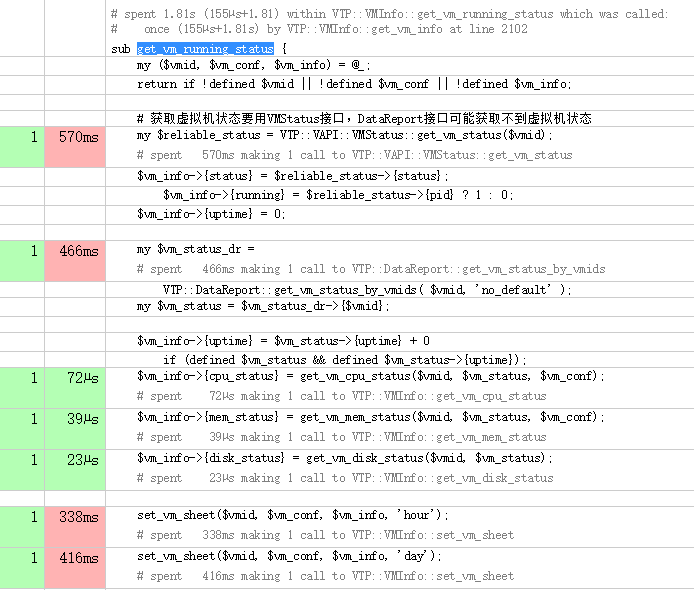 # spent 1.81s (155µs+1.81) within VTP::VMInfo::get_vm_running_status which was called:
#    once (155µs+1.81s) by VTP::VMInfo::get_vm_info at line 2102
sub get_vm_running_status {
my ($vmid, $vm_conf, $vm_info) = @_;
return if !defined $vmid || !defined $vm_conf || !defined $vm_info;
# 获取虚拟机状态要用VMStatus接口，DataReport接口可能获取不到虚拟机状态
1 570ms my $reliable_status = VTP::VAPI::VMStatus::get_vm_status($vmid);
# spent   570ms making 1 call to VTP::VAPI::VMStatus::get_vm_status
$vm_info->{status} = $reliable_status->{status};
$vm_info->{running} = $reliable_status->{pid} ? 1 : 0;
$vm_info->{uptime} = 0;
1 466ms my $vm_status_dr =
# spent   466ms making 1 call to VTP::DataReport::get_vm_status_by_vmids
VTP::DataReport::get_vm_status_by_vmids( $vmid, 'no_default' );
my $vm_status = $vm_status_dr->{$vmid};
$vm_info->{uptime} = $vm_status->{uptime} + 0
if (defined $vm_status && defined $vm_status->{uptime});
1 72µs $vm_info->{cpu_status} = get_vm_cpu_status($vmid, $vm_status, $vm_conf);
# spent    72µs making 1 call to VTP::VMInfo::get_vm_cpu_status
1 39µs $vm_info->{mem_status} = get_vm_mem_status($vmid, $vm_status, $vm_conf);
# spent    39µs making 1 call to VTP::VMInfo::get_vm_mem_status
1 23µs $vm_info->{disk_status} = get_vm_disk_status($vmid, $vm_status);
# spent    23µs making 1 call to VTP::VMInfo::get_vm_disk_status
1 338ms set_vm_sheet($vmid, $vm_conf, $vm_info, 'hour');
# spent   338ms making 1 call to VTP::VMInfo::set_vm_sheet
1 416ms set_vm_sheet($vmid, $vm_conf, $vm_info, 'day');
# spent   416ms making 1 call to VTP::VMInfo::set_vm_sheet